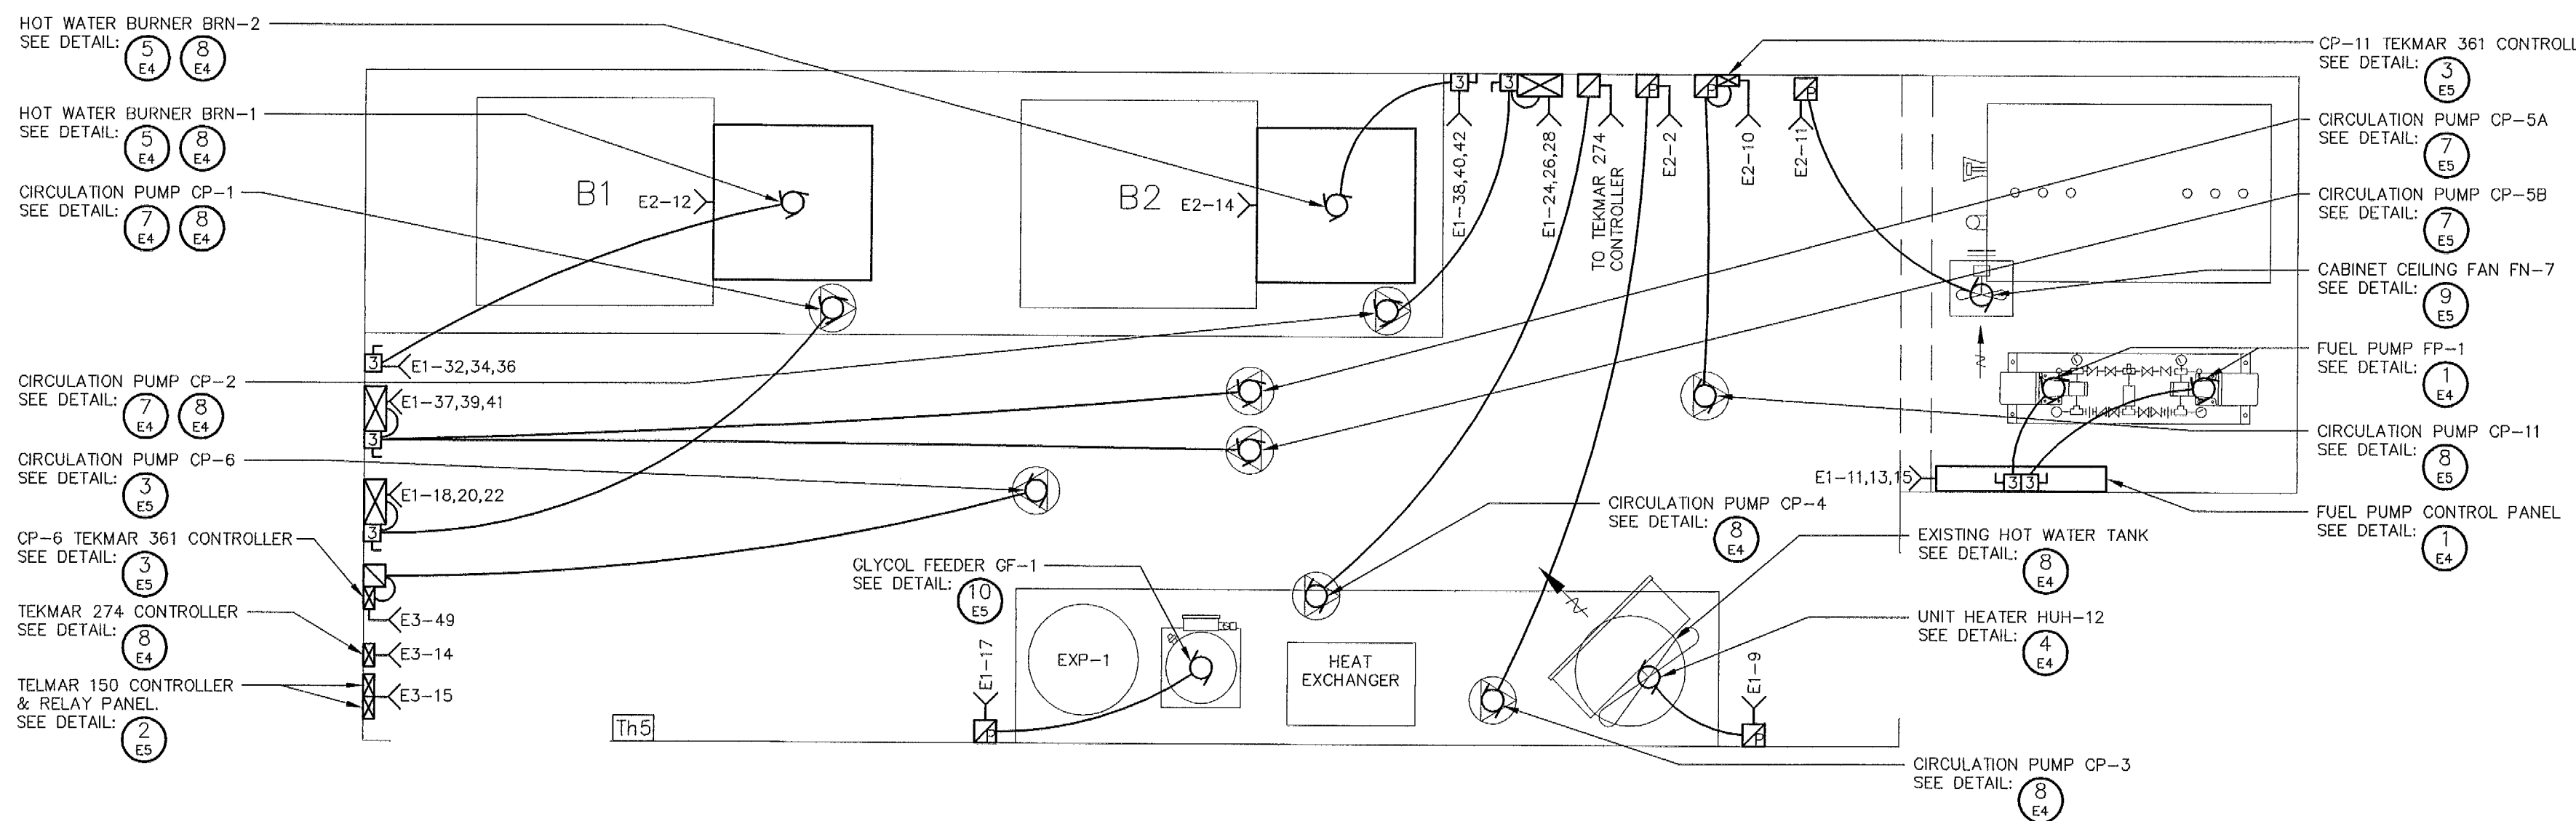 HOT WATER BURNER BRN-2
SEE DETAIL:
5
E4
8
E4
HOT WATER BURNER BRN-1
SEE DETAIL:
5
E4
8
E4
CIRCULATION PUMP CP-1
SEE DETAIL:
7
E4
8
E4
CIRCULATION PUMP CP-2
SEE DETAIL:
7
E4
8
E4
CIRCULATION PUMP CP-6
SEE DETAIL:
3
E5
CP-6 TEKMAR 361 CONTROLLER
SEE DETAIL:
3
E5
TEKMAR 274 CONTROLLER
SEE DETAIL:
8
E4
TELMAR 150 CONTROLLER
& RELAY PANEL.
SEE DETAIL:
2
E5
B1
E2-12
B2
E2-14
3
E1-32,34,36
E1-37,39,41
3
E1-18,20,22
3
E3-49
E3-14
E3-15
Th5
3
E1-38,40,42
3
E1-24,26,28
TO TEKMAR 274
CONTROLLER
P
E2-2
P
E2-10
P
E2-11
GLYCOL FEEDER GF-1
SEE DETAIL:
10
E5
E1-17
P
EXP-1
HEAT
EXCHANGER
E1-9
P
CIRCULATION PUMP CP-4
SEE DETAIL:
8
E4
E1-11,13,15
3 3
EXISTING HOT WATER TANK
SEE DETAIL:
8
E4
UNIT HEATER HUH-12
SEE DETAIL:
4
E4
CIRCULATION PUMP CP-3
SEE DETAIL:
8
E4
CP-11 TEKMAR 361 CONTROLL
SEE DETAIL:
3
E5
CIRCULATION PUMP CP-5A
SEE DETAIL:
7
E5
CIRCULATION PUMP CP-5B
SEE DETAIL:
7
E5
CABINET CEILING FAN FN-7
SEE DETAIL:
9
E5
FUEL PUMP FP-1
SEE DETAIL:
1
E4
CIRCULATION PUMP CP-11
SEE DETAIL:
8
E5
FUEL PUMP CONTROL PANEL
SEE DETAIL:
1
E4